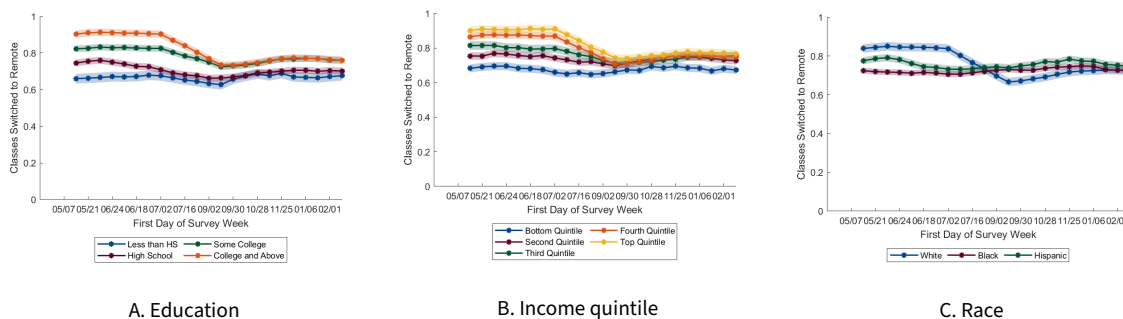 1
0.8
0.6
0.4
0.2
0
Classes Switched to Remote
05/07 05/21 06/24 06/18 07/02 07/16 09/02 09/30 10/28 11/25 01/06 02/01
First Day of Survey Week
Less than HS
Some College
High School
College and Above
A. Education
1
0.8
0.6
0.4
0.2
0
Classes Switched to Remote
05/07 05/21 06/24 06/18 07/02 07/16 09/02 09/30 10/28 11/25 01/06 02/01
First Day of Survey Week
Bottom Quintile
Fourth Quintile
Second Quintile
Top Quintile
Third Quintile
B. Income quintile
1
0.8
0.6
0.4
0.2
0
Classes Switched to Remote
05/07 05/21 06/24 06/18 07/02 07/16 09/02 09/30 10/28 11/25 01/06 02/0
First Day of Survey Week
White
Black
Hispanic
C. Race